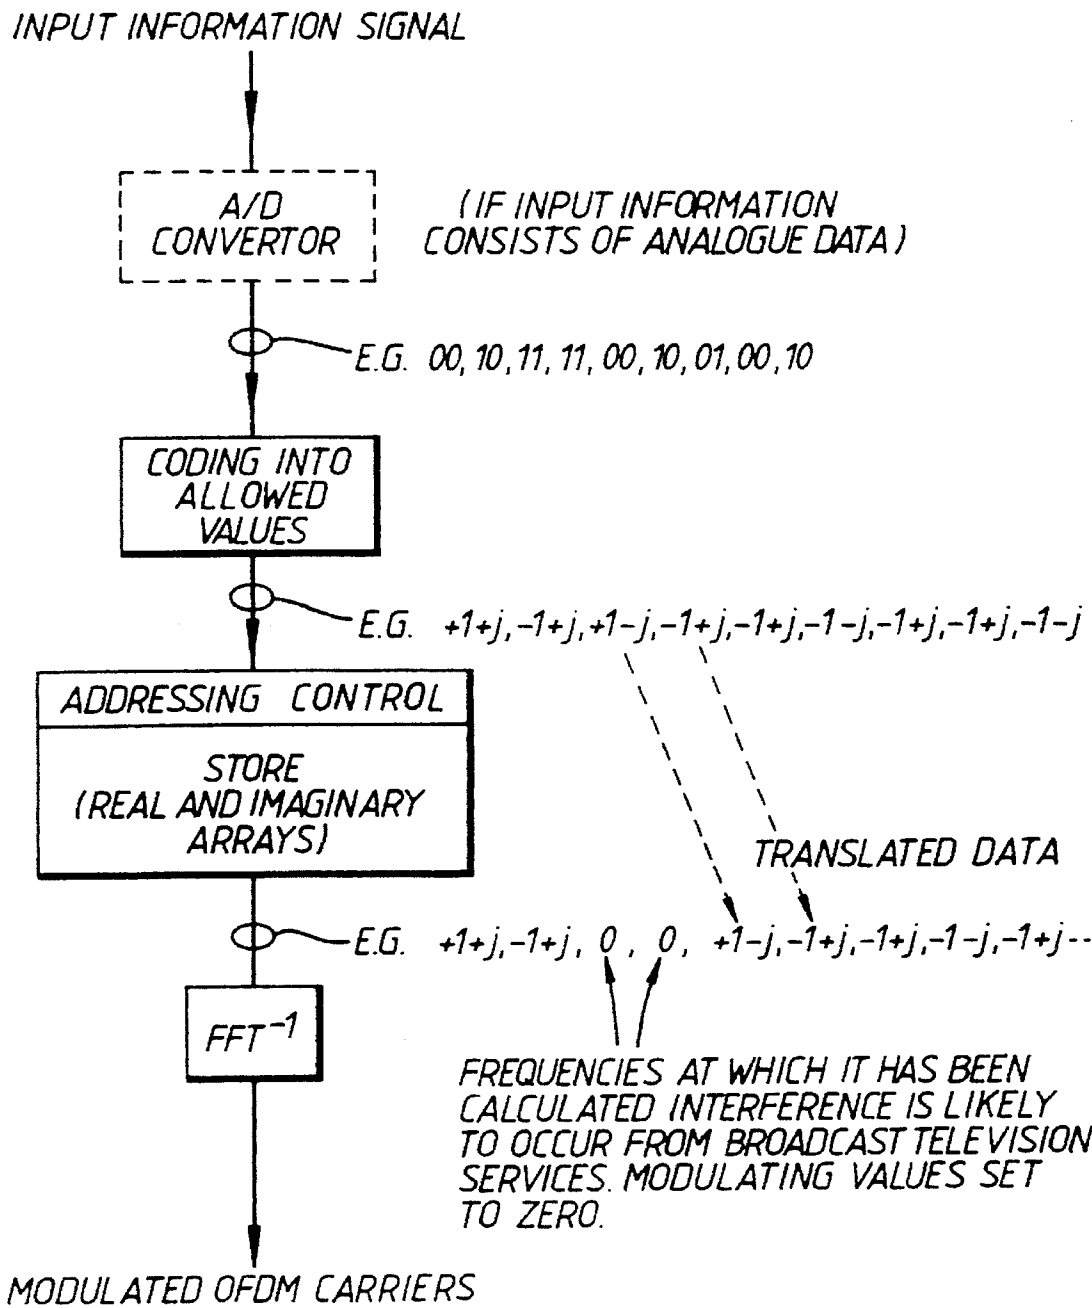 INPUT INFORMATION SIGNAL
A/D
CONVERTOR
(IF INPUT INFORMATION
CONSISTS OF ANALOGUE DATA)
E.G. 00, 10, 11, 11, 00, 10, 01, 00, 10
CODING INTO
ALLOWED
VALUES
E.G. +1+j,-1+j,+1-j,-1+j,-1+j,-1-j,-1+j,-1+j,-1-j
ADDRESSING CONTROL
STORE
(REAL AND IMAGINARY
ARRAYS)
TRANSLATED DATA
E.G. +1+j,-1+j, 0, 0, +1-j,-1+j,-1+j,-1-j,-1+j--
FFT⁻¹
FREQUENCIES AT WHICH IT HAS BEEN
CALCULATED INTERFERENCE IS LIKELY
TO OCCUR FROM BROADCAST TELEVISION
SERVICES. MODULATING VALUES SET
TO ZERO.
MODULATED OFDM CARRIERS